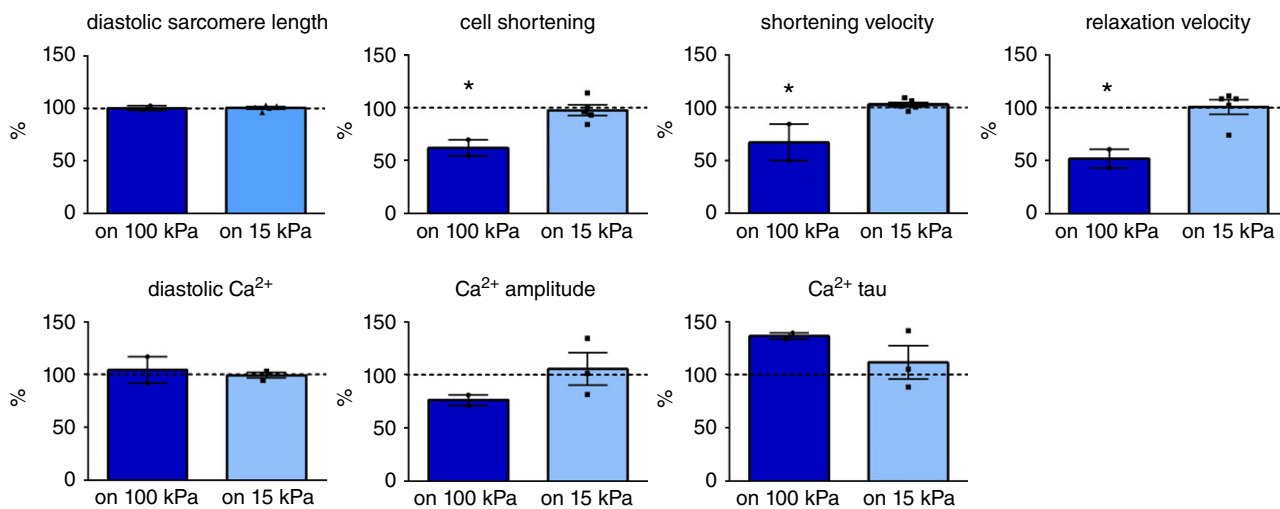 diastolic sarcomere length
cell shortening
shortening velocity
relaxation velocity
150
100
50
0
%
on 100 kPa
on 15 kPa
150
100
50
0
%
*
on 100 kPa
on 15 kPa
150
100
50
0
%
*
on 100 kPa
on 15 kPa
150
100
50
0
%
*
on 100 kPa
on 15 kPa
diastolic Ca²⁺
Ca²⁺ amplitude
Ca²⁺ tau
150
100
50
0
%
on 100 kPa
on 15 kPa
150
100
50
0
%
on 100 kPa
on 15 kPa
150
100
50
0
%
on 100 kPa
on 15 kPa